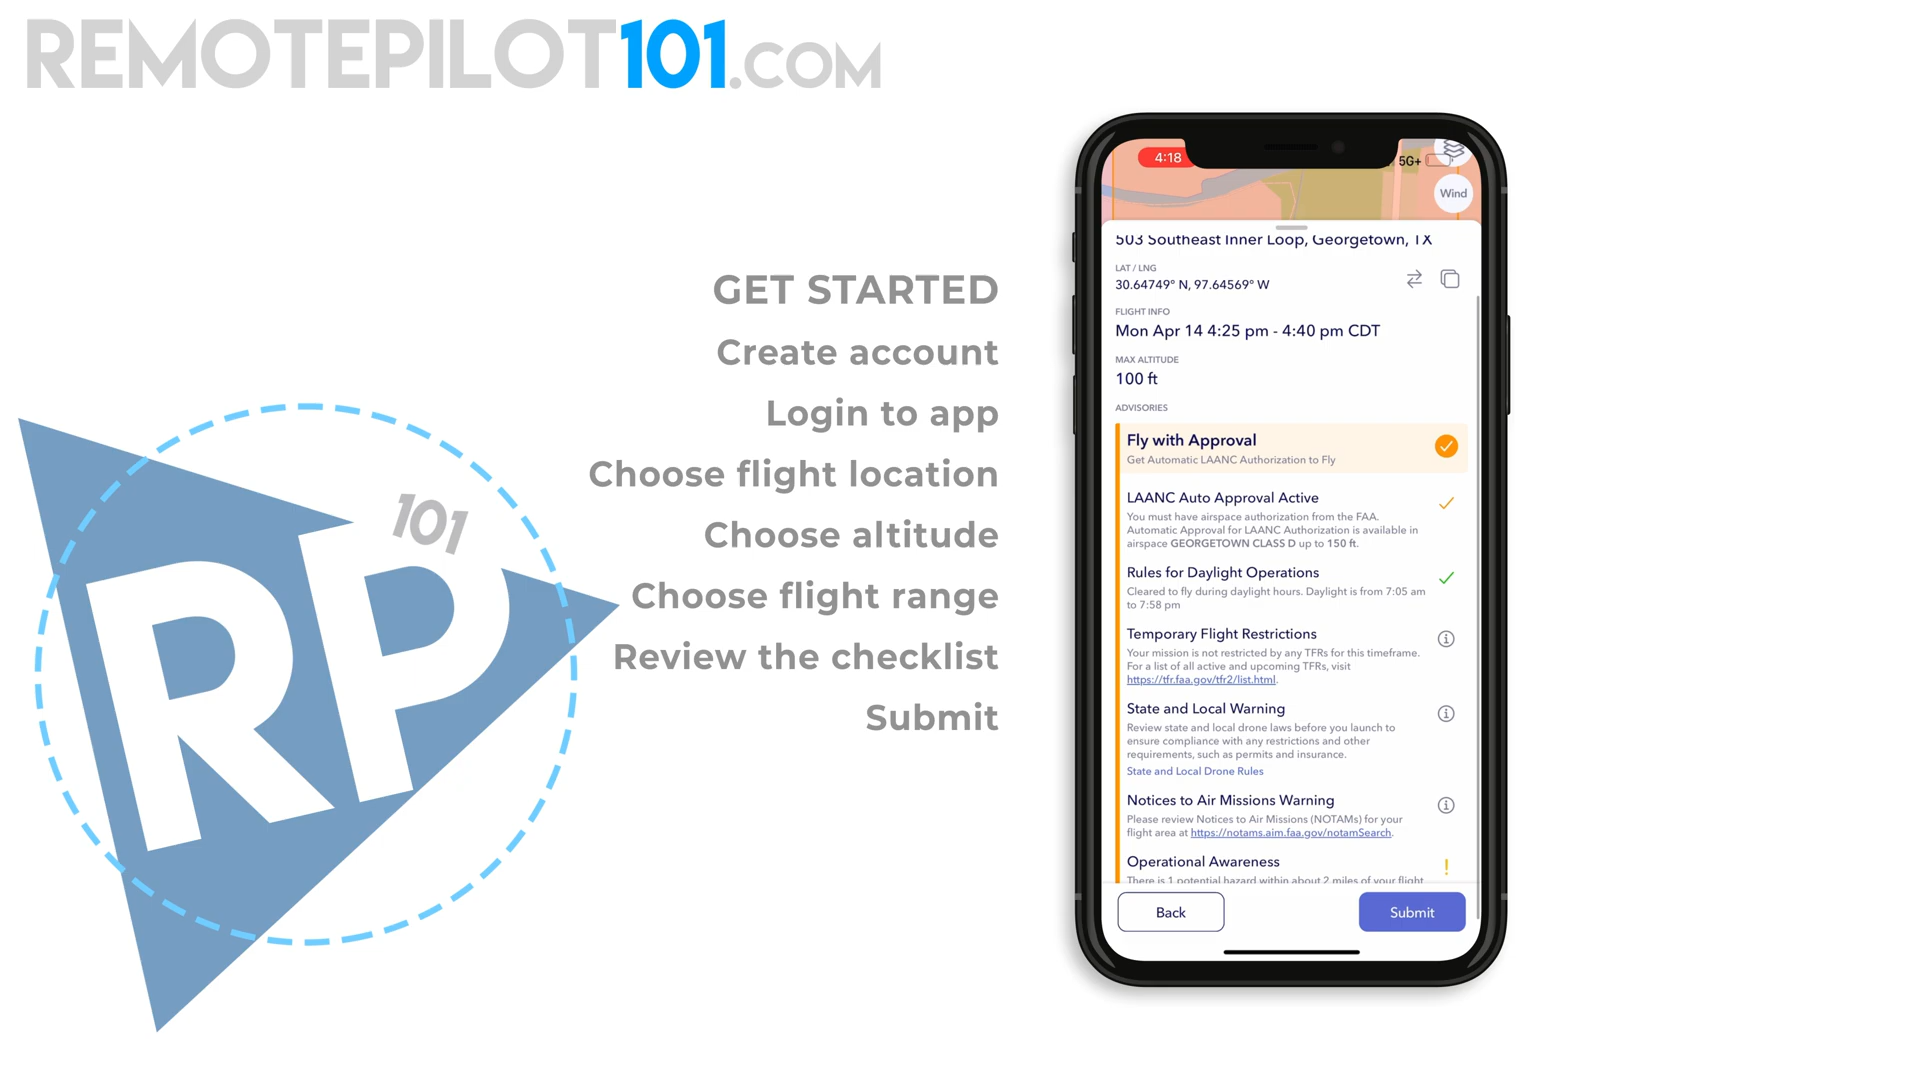 REMOTEPILOT101.COM
101
RP
GET STARTED
Create account
Login to app
Choose flight location
Choose altitude
Choose flight range
Review the checklist
Submit
4:18
5G+
Wind
503 Southeast Inner Loop, Georgetown, TX
LAT / LNG
30.64749° N, 97.64569° W
FLIGHT INFO
Mon Apr 14 4:25 pm - 4:40 pm CDT
MAX ALTITUDE
100 ft
ADVISORIES
Fly with Approval
Get Automatic LAANC Authorization to Fly
LAANC Auto Approval Active
You must have airspace authorization from the FAA.
Automatic Approval for LAANC Authorization is available in
airspace GEORGETOWN CLASS D up to 150 ft.
Rules for Daylight Operations
Cleared to fly during daylight hours. Daylight is from 7:05 am
to 7:58 pm
Temporary Flight Restrictions
Your mission is not restricted by any TFRs for this timeframe.
For a list of all active and upcoming TFRs, visit
https://tfr.faa.gov/tfr2/list.html.
State and Local Warning
Review state and local drone laws before you launch to
ensure compliance with any restrictions and other
requirements, such as permits and insurance.
State and Local Drone Rules
Notices to Air Missions Warning
Please review Notices to Air Missions (NOTAMs) for your
flight area at https://notams.aim.faa.gov/notamSearch.
Operational Awareness
There is 1 potential hazard within about 2 miles of your flight
Back
Submit